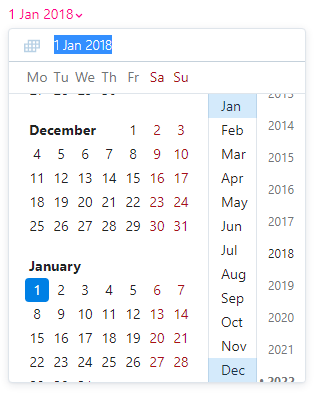 1 Jan 2018
1 Jan 2018
Mo Tu We Th Fr Sa Su
December 1 2 3
4 5 6 7 8 9 10
11 12 13 14 15 16 17
18 19 20 21 22 23 24
25 26 27 28 29 30 31
January
1 2 3 4 5 6 7
8 9 10 11 12 13 14
15 16 17 18 19 20 21
22 23 24 25 26 27 28
Jan
Feb
Mar
Apr
May
Jun
Jul
Aug
Sep
Oct
Nov
Dec
2013
2014
2015
2016
2017
2018
2019
2020
2021
2022